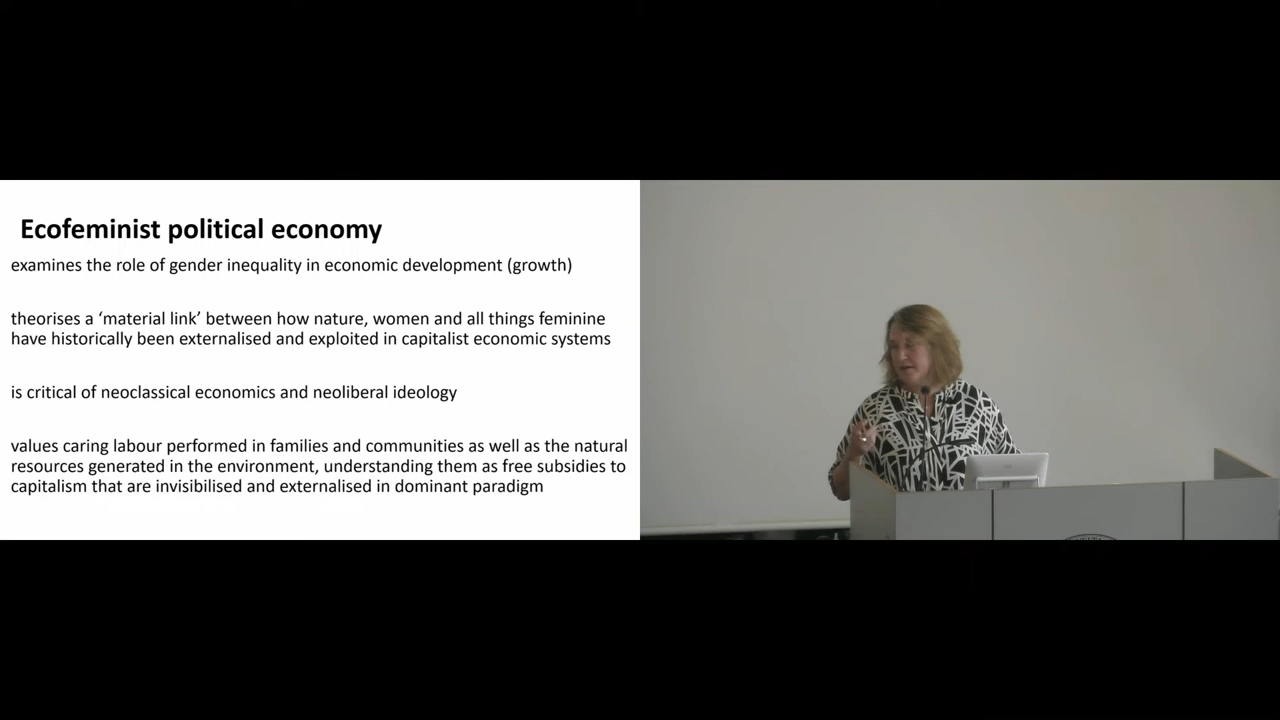 Ecofeminist political economy
examines the role of gender inequality in economic development (growth)
theorises a ‘material link’ between how nature, women and all things feminine
have historically been externalised and exploited in capitalist economic systems
is critical of neoclassical economics and neoliberal ideology
values caring labour performed in families and communities as well as the natural
resources generated in the environment, understanding them as free subsidies to
capitalism that are invisibilised and externalised in dominant paradigm